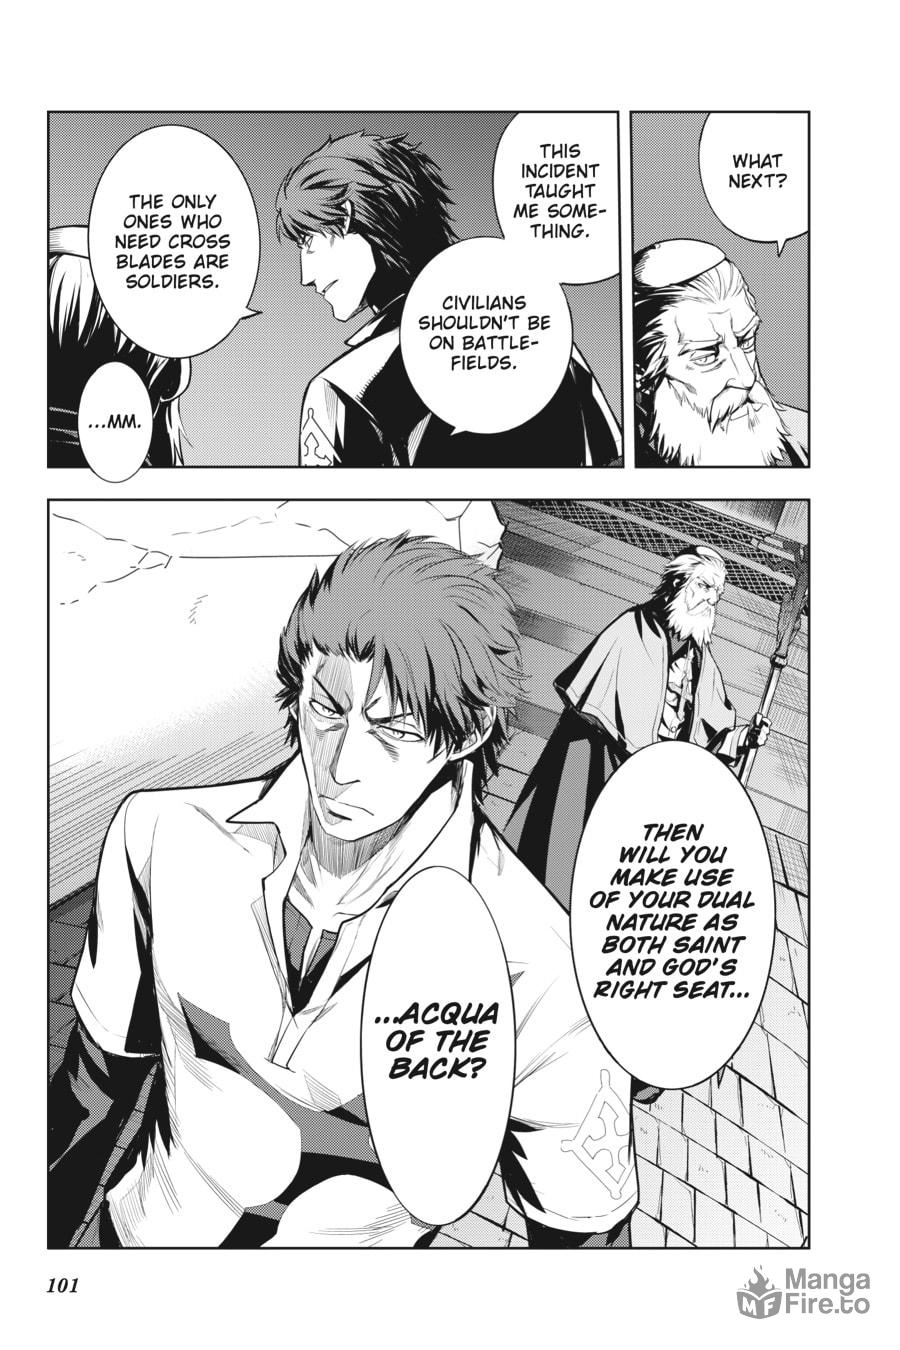 WHAT
NEXT?
THIS
INCIDENT
TAUGHT
ME SOME-
THING.
CIVILIANS
SHOULDN'T BE
ON BATTLE-
FIELDS.
THE ONLY
ONES WHO
NEED CROSS
BLADES ARE
SOLDIERS.
...MM.
THEN
WILL YOU
MAKE USE
OF YOUR DUAL
NATURE AS
BOTH SAINT
AND GOD'S
RIGHT SEAT...
...ACQUA
OF THE
BACK?
101
MF
Manga
Fire.to